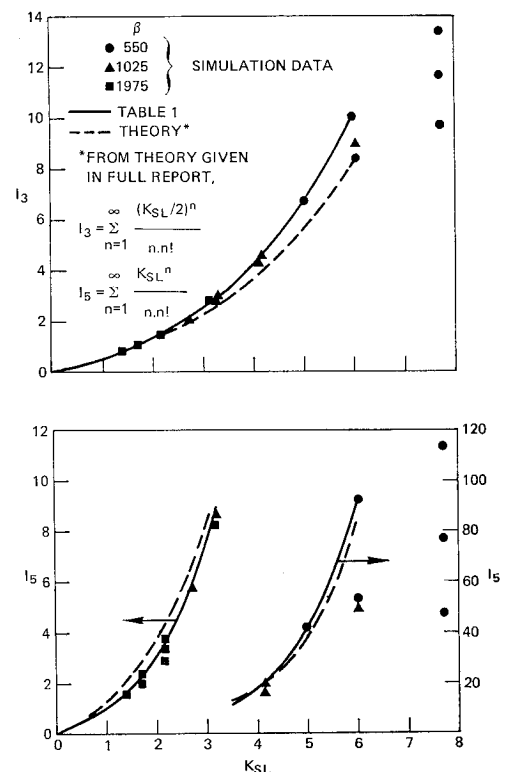 14
12
10
8
6
4
2
0
I3
β
● 550
▲ 1025
■ 1975
} SIMULATION DATA
TABLE 1
THEORY*
*FROM THEORY GIVEN
IN FULL REPORT,
I3 = ∞ Σ n=1 (KSL/2)^n / n.n!
I5 = ∞ Σ n=1 KSL^n / n.n!
12
10
8
6
4
2
0
I5
120
100
80
60
40
20
I5
0 1 2 3 4 5 6 7 8
KSL